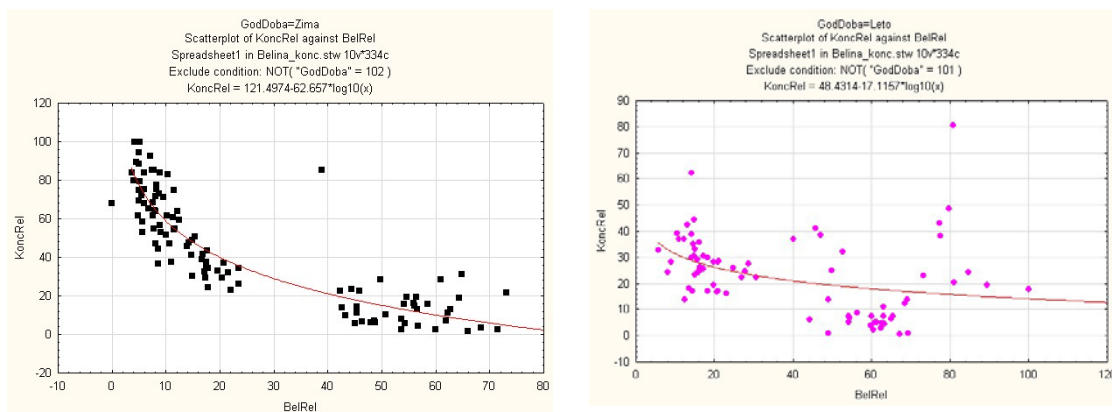 GodDoba=Zima
Scatterplot of KoncRel against BelRel
Spreadsheet1 in Belina_konc.stw 10v*334c
Exclude condition: NOT( "GodDoba" = 102 )
KoncRel = 121.4974-62.657*log10(x)
120
100
80
60
40
20
0
-20
KoncRel
-10 0 10 20 30 40 50 60 70 80
BelRel
GodDoba=Leto
Scatterplot of KoncRel against BelRel
Spreadsheet1 in Belina_konc.stw 10v*334c
Exclude condition: NOT( "GodDoba" = 101 )
KoncRel = 48.4314-17.1157*log10(x)
90
80
70
60
50
40
30
20
10
0
-10
KoncRel
0 20 40 60 80 100 120
BelRel